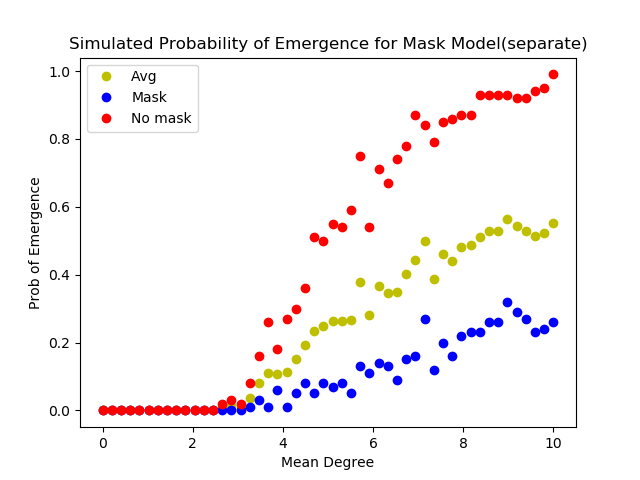 Simulated Probability of Emergence for Mask Model(separate)
Avg
Mask
No mask
1.0
0.8
0.6
0.4
0.2
0.0
Prob of Emergence
0 2 4 6 8 10
Mean Degree